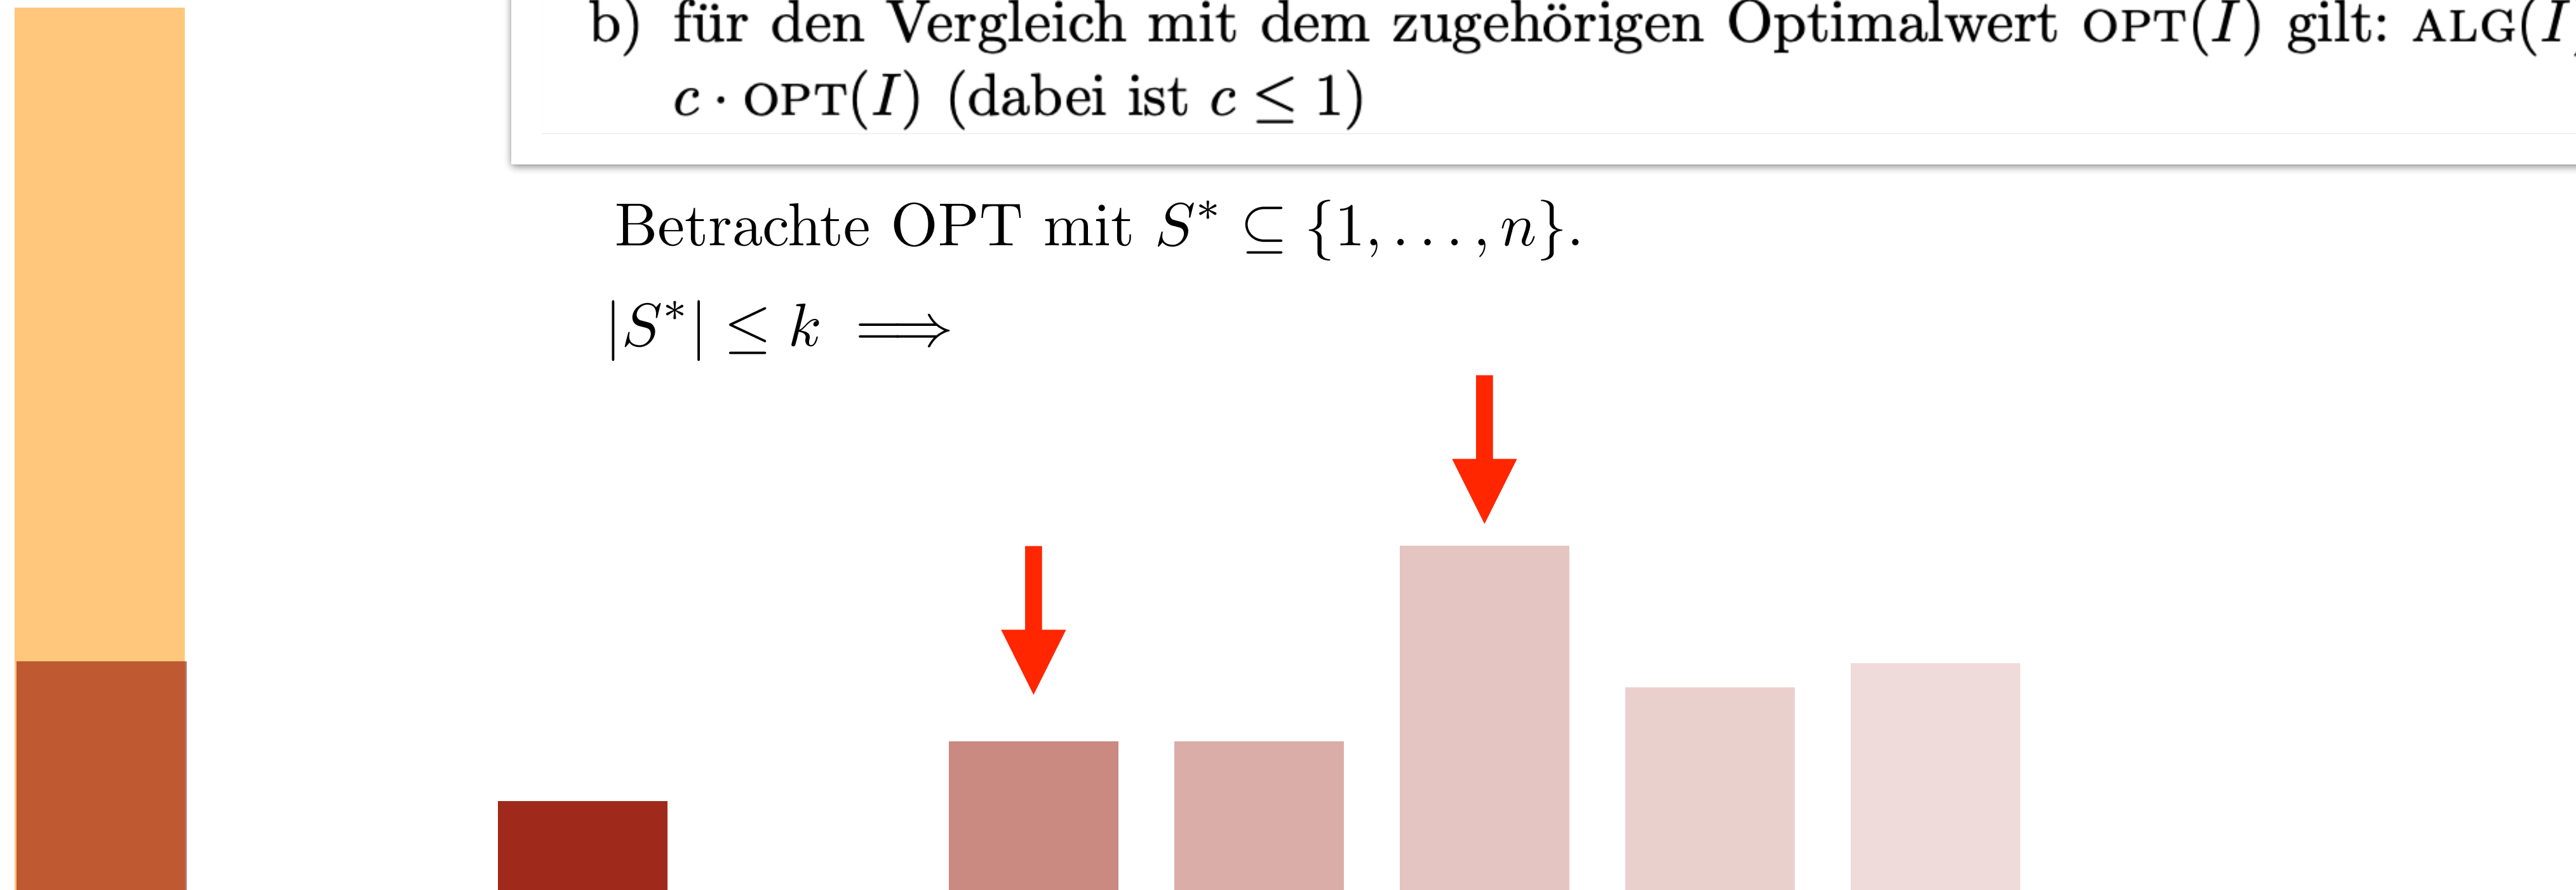 b) für den Vergleich mit dem zugehörigen Optimalwert OPT(I) gilt: ALG(I)
c · OPT(I) (dabei ist c ≤ 1)
Betrachte OPT mit S* ⊆ {1, . . . , n}.
|S*| ≤ k ⟹